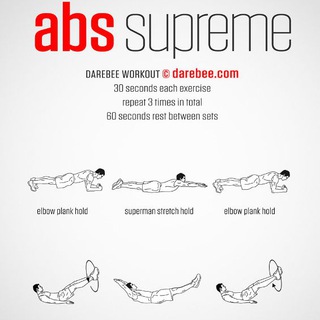 abs supreme
DAREBEE WORKOUT © darebee.com
30 seconds each exercise
repeat 3 times in total
60 seconds rest between sets
elbow plank hold superman stretch hold elbow plank hold